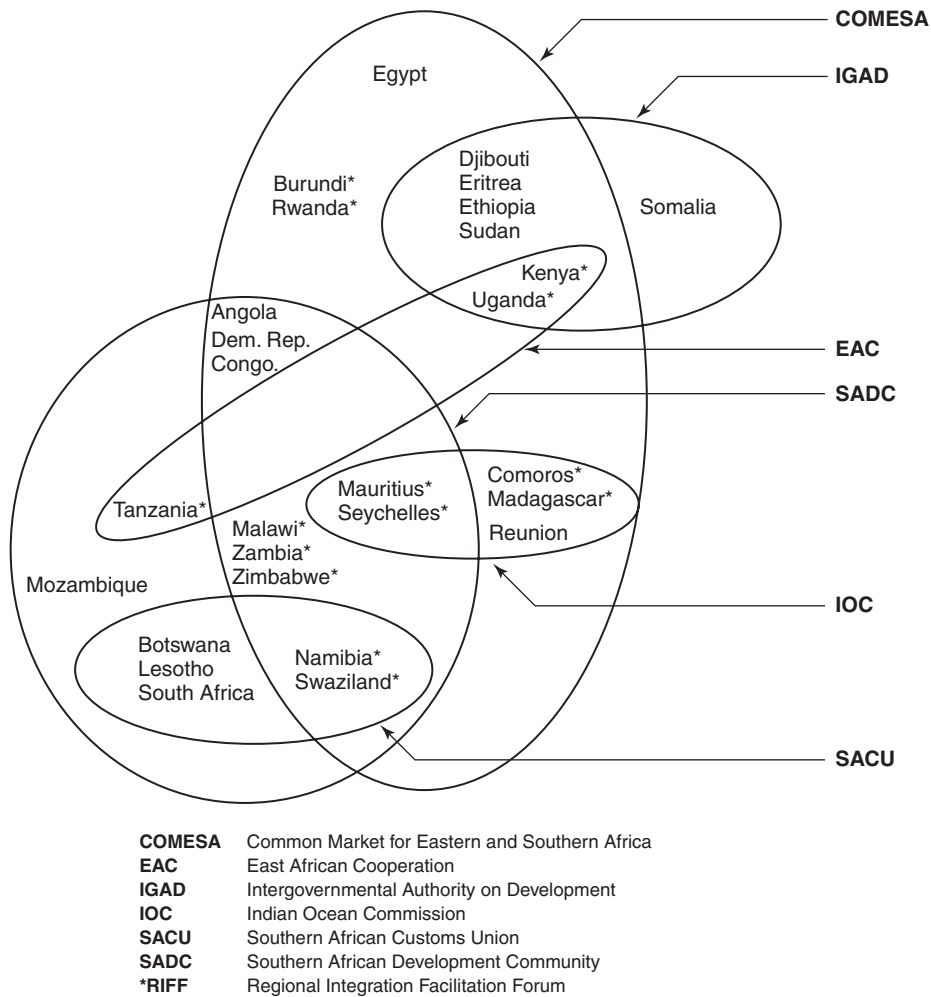 COMESA
Egypt
IGAD
Djibouti
Eritrea
Ethiopia
Sudan
Burundi*
Rwanda*
Somalia
Kenya*
Uganda*
Angola
Dem. Rep.
Congo.
EAC
SADC
Mauritius*
Seychelles*
Comoros*
Madagascar*
Reunion
Tanzania*
Malawi*
Zambia*
Zimbabwe*
Mozambique
IOC
Botswana
Lesotho
South Africa
Namibia*
Swaziland*
SACU
COMESA Common Market for Eastern and Southern Africa
EAC East African Cooperation
IGAD Intergovernmental Authority on Development
IOC Indian Ocean Commission
SACU Southern African Customs Union
SADC Southern African Development Community
*RIFF Regional Integration Facilitation Forum